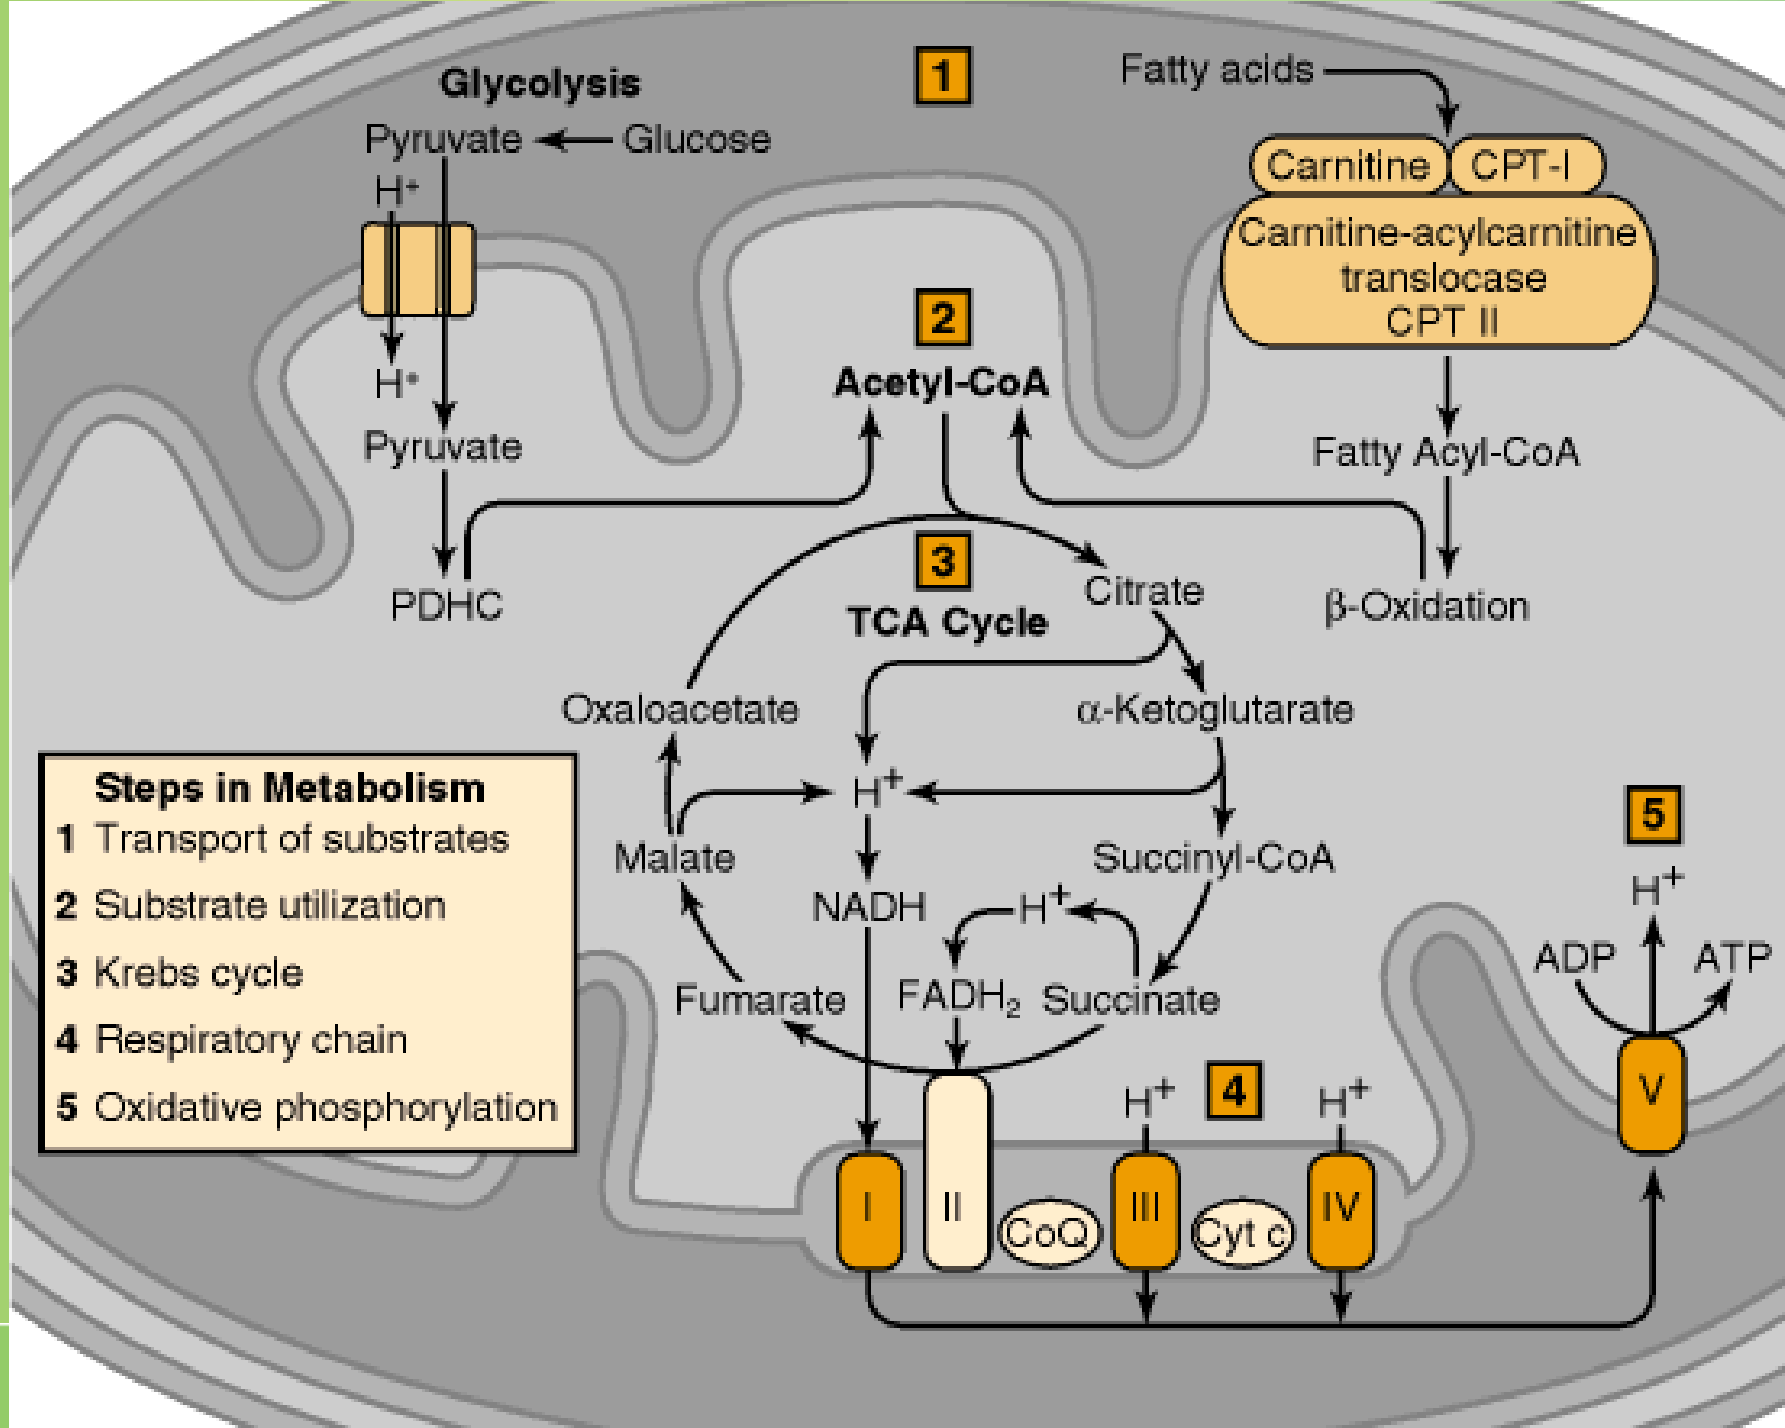 Glycolysis
1
Fatty acids
Pyruvate
Glucose
H+
Carnitine
CPT-I
Carnitine-acylcarnitine
translocase
CPT II
2
H+
Acetyl-CoA
Pyruvate
Fatty Acyl-CoA
3
PDHC
TCA Cycle
Citrate
β-Oxidation
Oxaloacetate
α-Ketoglutarate
H+
Malate
Succinyl-CoA
NADH
H+
Fumarate
FADH₂
Succinate
Steps in Metabolism
1 Transport of substrates
2 Substrate utilization
3 Krebs cycle
4 Respiratory chain
5 Oxidative phosphorylation
5
H+
ADP
ATP
V
H+
4
H+
I
II
CoQ
III
Cyt c
IV